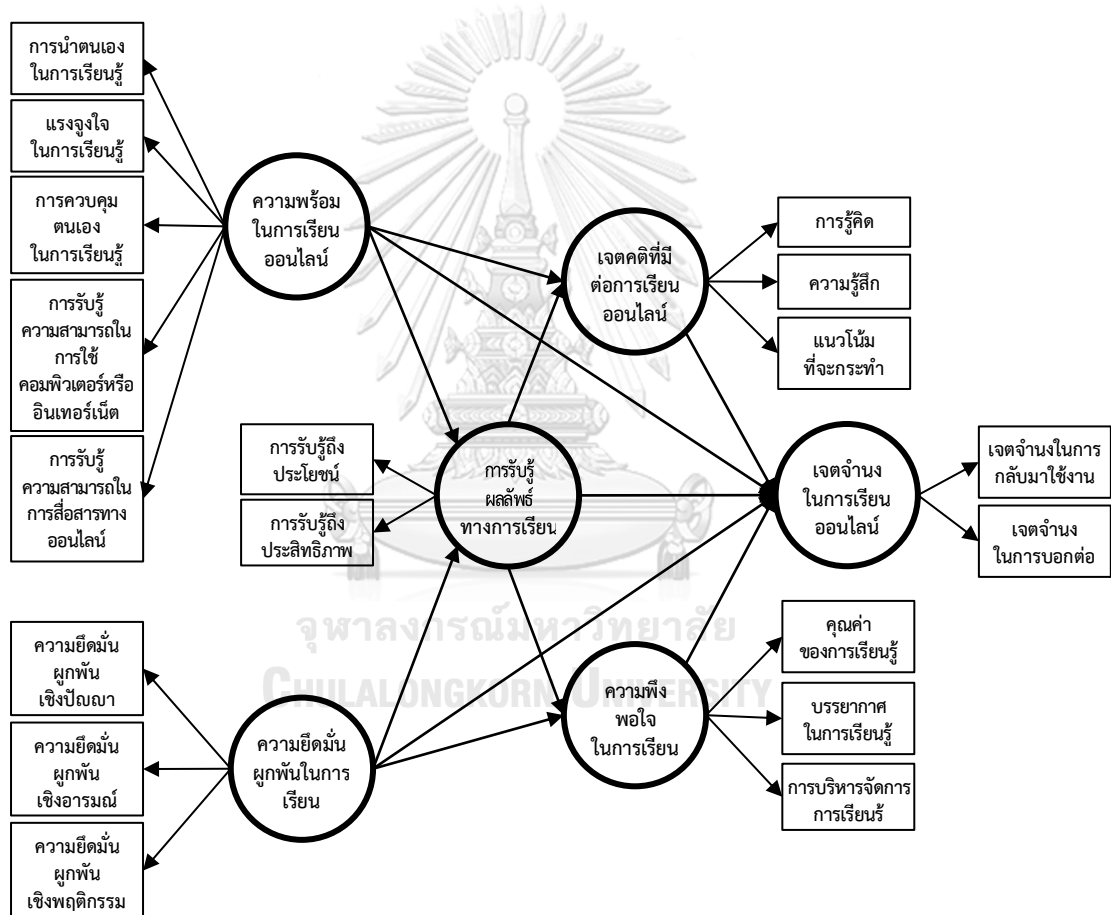 การนำตนเอง
ในการเรียนรู้
แรงจูงใจ
ในการเรียนรู้
การควบคุม
ตนเอง
ในการเรียนรู้
การรับรู้
ความสามารถใน
การใช้
คอมพิวเตอร์หรือ
อินเทอร์เน็ต
การรับรู้
ความสามารถใน
การสื่อสารทาง
ออนไลน์
ความพร้อม
ในการเรียน
ออนไลน์
เจตคติที่มี
ต่อการเรียน
ออนไลน์
การรู้คิด
ความรู้สึก
แนวโน้ม
ที่จะกระทำ
การรับรู้ถึง
ประโยชน์
การรับรู้ถึง
ประสิทธิภาพ
การรับรู้
ผลลัพธ์
ทางการเรียน
เจตจำนง
ในการเรียน
ออนไลน์
เจตจำนงในการ
กลับมาใช้งาน
เจตจำนง
ในการบอกต่อ
จุฬาลงกรณ์มหาวิทยาลัย
CHULALONGKORN UNIVERSITY
ความยึดมั่น
ผูกพัน
เชิงปัญญา
ความยึดมั่น
ผูกพัน
เชิงอารมณ์
ความยึดมั่น
ผูกพัน
เชิงพฤติกรรม
ความยึดมั่น
ผูกพันในการ
เรียน
ความพึง
พอใจ
ในการเรียน
คุณค่า
ของการเรียนรู้
บรรยากาศ
ในการเรียนรู้
การบริหารจัดการ
การเรียนรู้